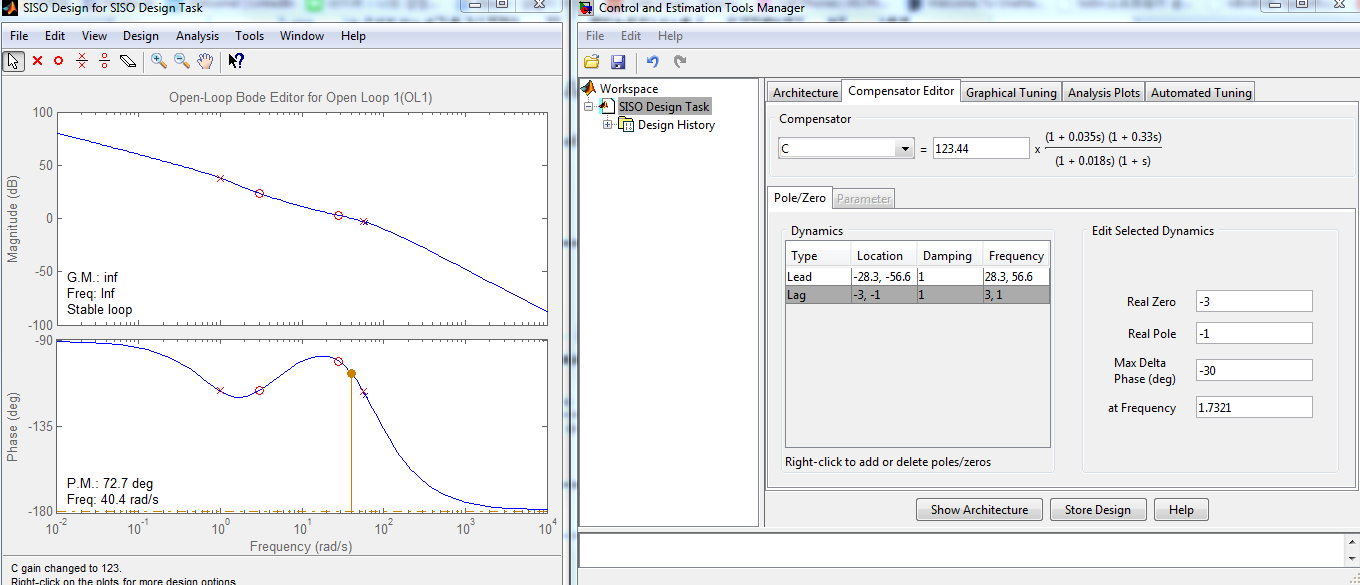 SISO Design for SISO Design Task
File Edit View Design Analysis Tools Window Help
Open-Loop Bode Editor for Open Loop 1(OL1)
Magnitude (dB)
100
50
0
-50
-100
G.M.: inf
Freq: Inf
Stable loop
Phase (deg)
-90
-135
-180
P.M.: 72.7 deg
Freq: 40.4 rad/s
10^-2 10^-1 10^0 10^1 10^2 10^3 10^4
Frequency (rad/s)
C gain changed to 123.
Right-click on the plots for more design options.
Control and Estimation Tools Manager
File Edit Help
Workspace
SISO Design Task
Design History
Architecture Compensator Editor Graphical Tuning Analysis Plots Automated Tuning
Compensator
C = 123.44 x (1 + 0.035s) (1 + 0.33s)
(1 + 0.018s) (1 + s)
Pole/Zero Parameter
Dynamics
Type Location Damping Frequency
Lead -28.3, -56.6 1 28.3, 56.6
Lag -3, -1 1 3, 1
Right-click to add or delete poles/zeros
Edit Selected Dynamics
Real Zero -3
Real Pole -1
Max Delta
Phase (deg) -30
at Frequency 1.7321
Show Architecture Store Design Help